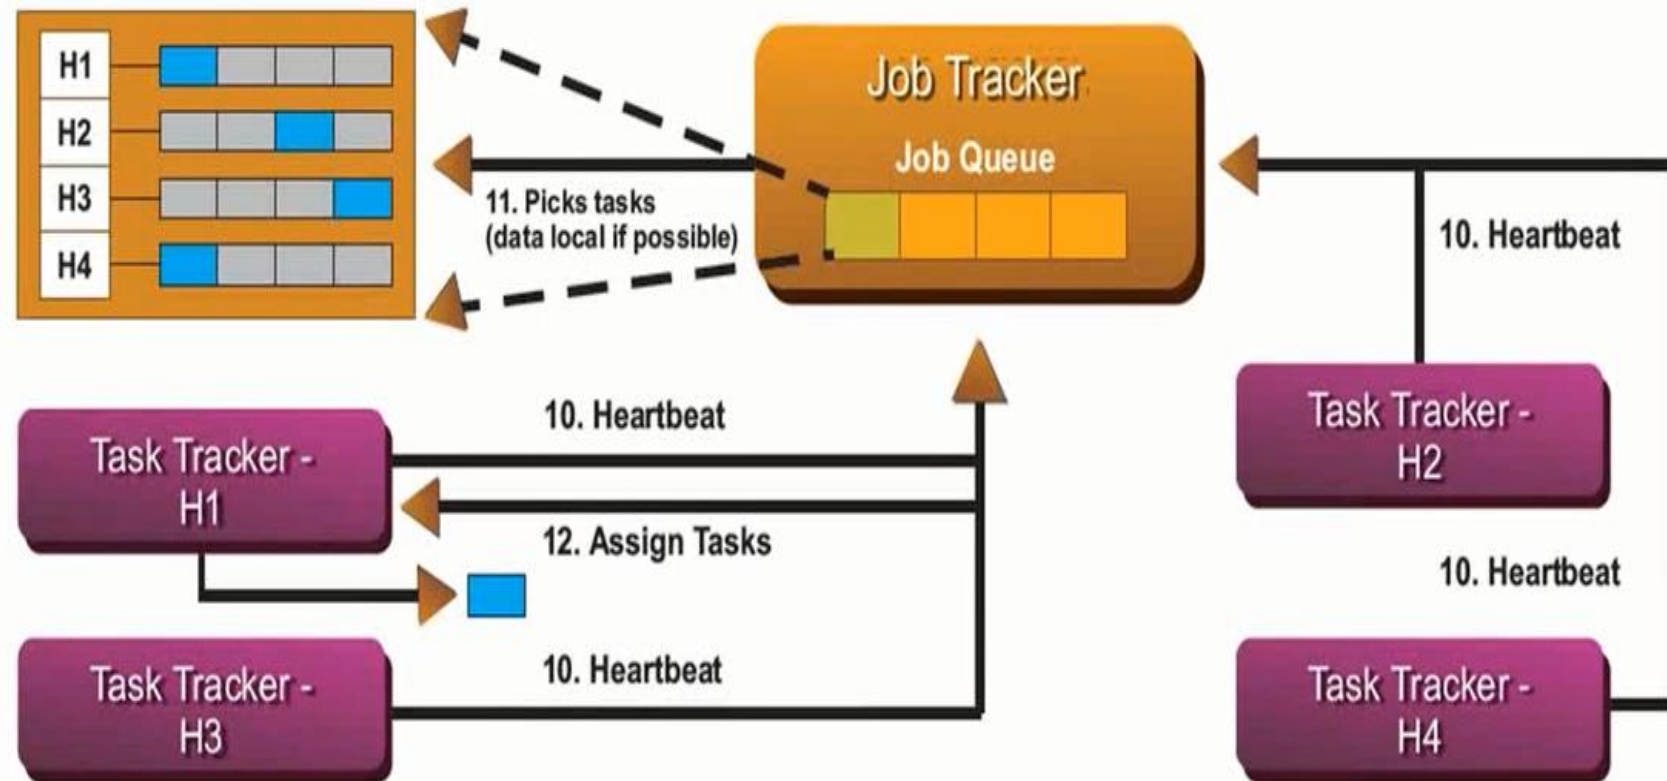 H1
H2
H3
H4
Job Tracker
Job Queue
11. Picks tasks
(data local if possible)
10. Heartbeat
Task Tracker -
H1
10. Heartbeat
12. Assign Tasks
Task Tracker -
H2
10. Heartbeat
Task Tracker -
H3
10. Heartbeat
Task Tracker -
H4